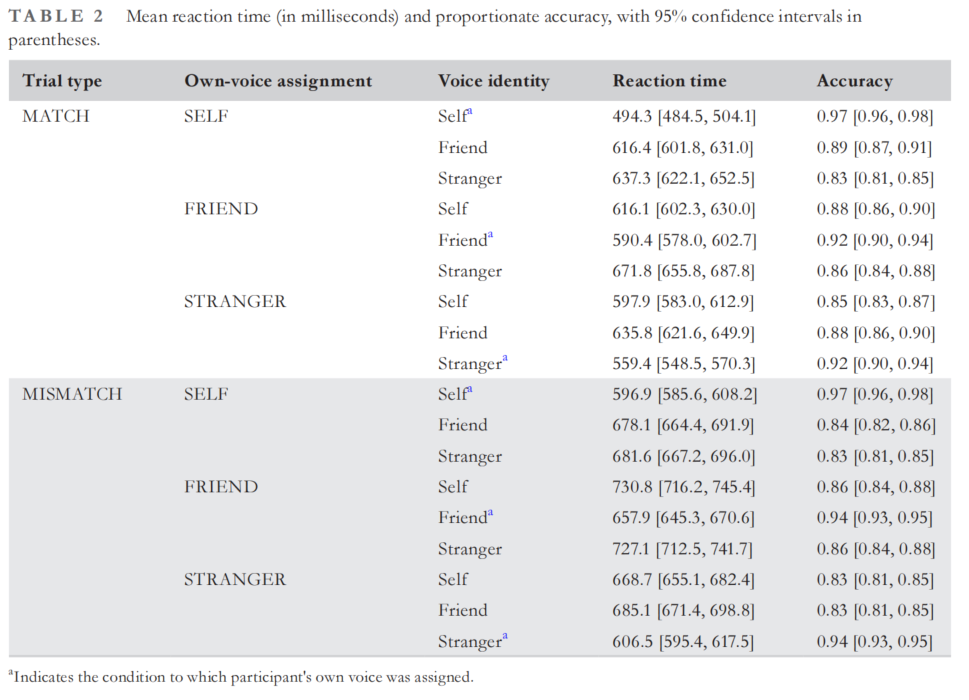 TABLE 2 Mean reaction time (in milliseconds) and proportionate accuracy, with 95% confidence intervals in
parentheses.
Trial type Own-voice assignment Voice identity Reaction time Accuracy
MATCH SELF Selfa 494.3 [484.5, 504.1] 0.97 [0.96, 0.98]
Friend 616.4 [601.8, 631.0] 0.89 [0.87, 0.91]
Stranger 637.3 [622.1, 652.5] 0.83 [0.81, 0.85]
FRIEND Self 616.1 [602.3, 630.0] 0.88 [0.86, 0.90]
Frienda 590.4 [578.0, 602.7] 0.92 [0.90, 0.94]
Stranger 671.8 [655.8, 687.8] 0.86 [0.84, 0.88]
STRANGER Self 597.9 [583.0, 612.9] 0.85 [0.83, 0.87]
Friend 635.8 [621.6, 649.9] 0.88 [0.86, 0.90]
Strangera 559.4 [548.5, 570.3] 0.92 [0.90, 0.94]
MISMATCH SELF Selfa 596.9 [585.6, 608.2] 0.97 [0.96, 0.98]
Friend 678.1 [664.4, 691.9] 0.84 [0.82, 0.86]
Stranger 681.6 [667.2, 696.0] 0.83 [0.81, 0.85]
FRIEND Self 730.8 [716.2, 745.4] 0.86 [0.84, 0.88]
Frienda 657.9 [645.3, 670.6] 0.94 [0.93, 0.95]
Stranger 727.1 [712.5, 741.7] 0.86 [0.84, 0.88]
STRANGER Self 668.7 [655.1, 682.4] 0.83 [0.81, 0.85]
Friend 685.1 [671.4, 698.8] 0.83 [0.81, 0.85]
Strangera 606.5 [595.4, 617.5] 0.94 [0.93, 0.95]
aIndicates the condition to which participant's own voice was assigned.